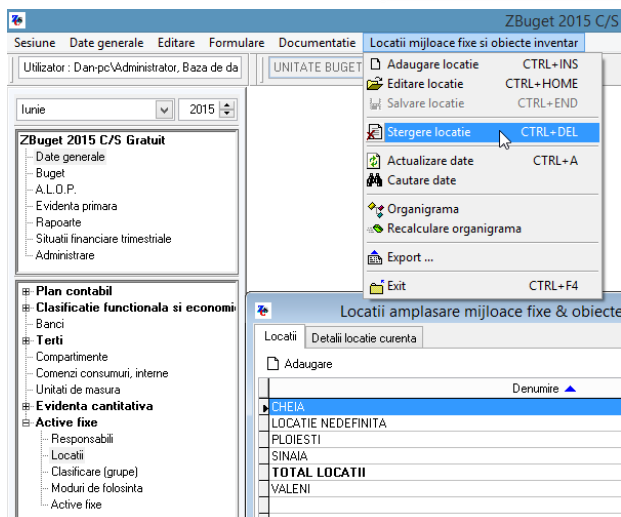 ZBuget 2015 C/S
Sesiune Date generale Editare Formulare Documentatie Locatii mijloace fixe si obiecte inventar
Utilizator : Dan-pc\Administrator, Baza de da
UNITATE BUGET
Adaugare locatie CTRL+INS
Editare locatie CTRL+HOME
Salvare locatie CTRL+END
Stergere locatie CTRL+DEL
Actualizare date CTRL+A
Cautare date
Organigrama
Recalculare organigrama
Export ...
Exit CTRL+F4
Iunie 2015
ZBuget 2015 C/S Gratuit
Date generale
Buget
A.L.O.P.
Evidenta primara
Rapoarte
Situatii financiare trimestriale
Administrare
Plan contabil
Clasificatie functionala si economi
Banci
Terti
Compartimente
Comenzi consumuri, interne
Unitati de masura
Evidenta cantitativa
Active fixe
Responsabili
Locatii
Clasificare (grupe)
Moduri de folosinta
Active fixe
Locatii amplasare mijloace fixe & obiecte
Locatii Detalii locatie curenta
Adaugare
Denumire
CHEIA
LOCATIE NEDEFINITA
PLOIESTI
SINAIA
TOTAL LOCATII
VALENI